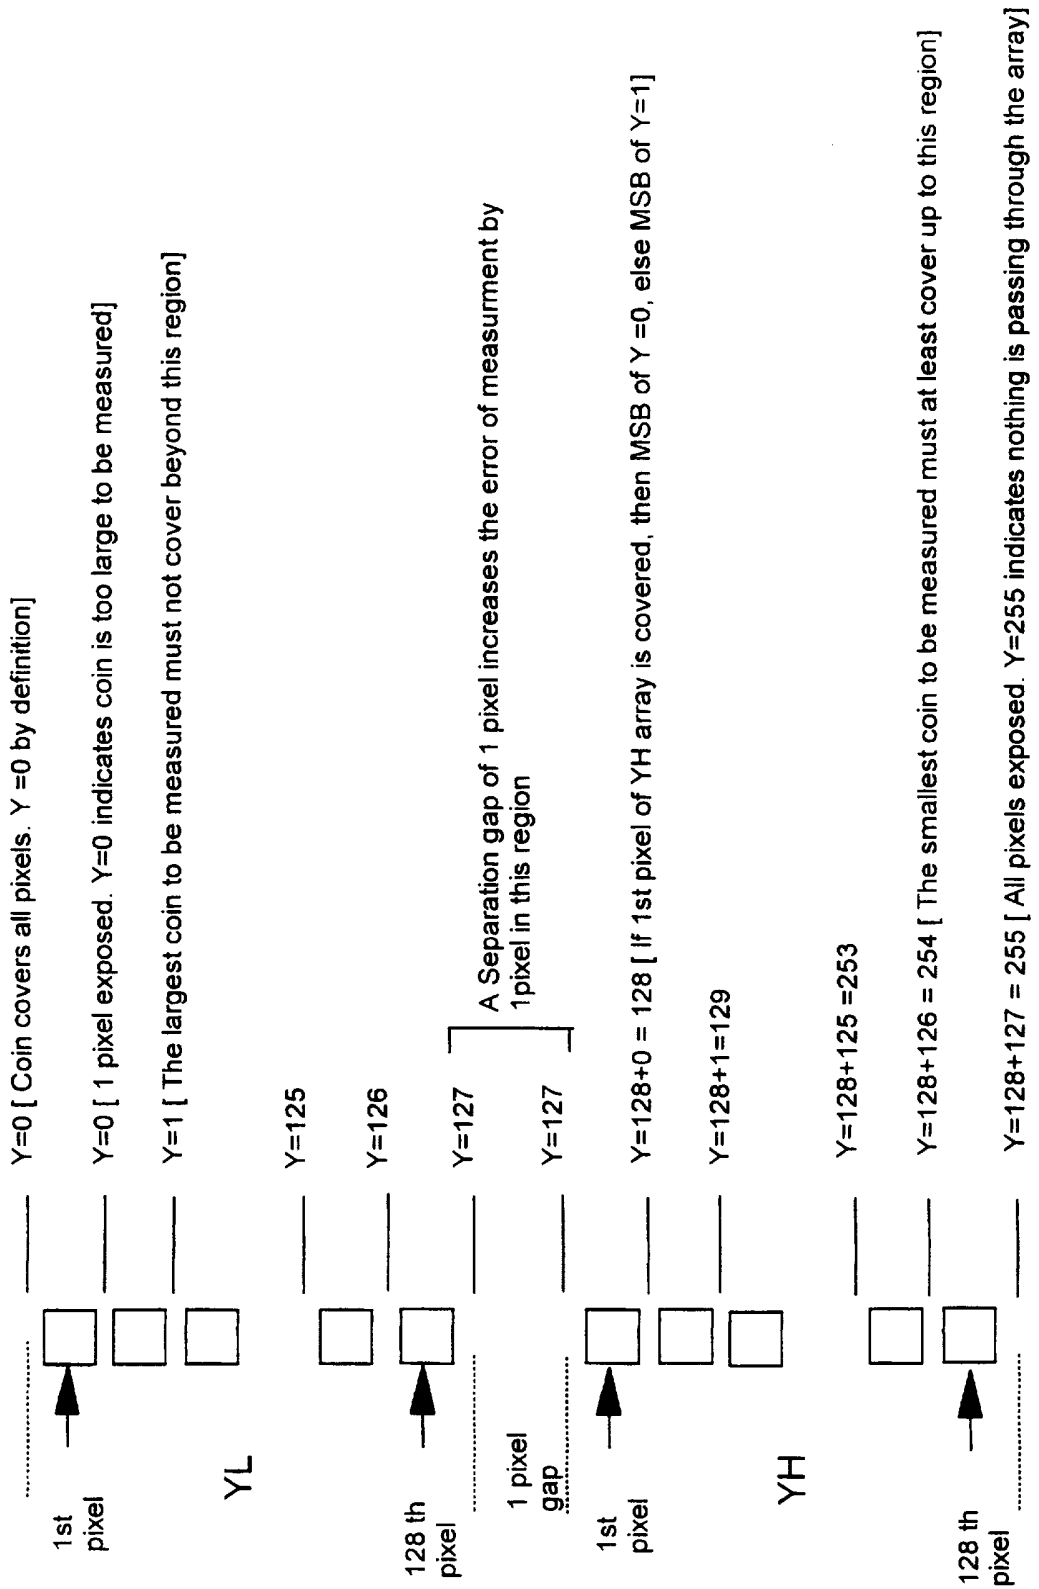 Y=0 [ Coin covers all pixels. Y =0 by definition]
1st
pixel
Y=0 [ 1 pixel exposed. Y=0 indicates coin is too large to be measured]
Y=1 [ The largest coin to be measured must not cover beyond this region]
YL
Y=125
Y=126
128 th
pixel
Y=127
A Separation gap of 1 pixel increases the error of measurment by
1pixel in this region
1 pixel
gap
Y=127
1st
pixel
Y=128+0 = 128 [ If 1st pixel of YH array is covered, then MSB of Y =0, else MSB of Y=1]
Y=128+1=129
YH
Y=128+125 =253
Y=128+126 = 254 [ The smallest coin to be measured must at least cover up to this region]
128 th
pixel
Y=128+127 = 255 [ All pixels exposed. Y=255 indicates nothing is passing through the array]